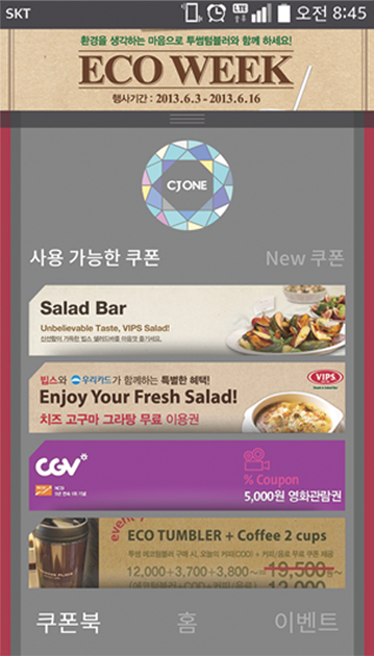 SKT
LTE
오전 8:45
환경을 생각하는 마음으로 투썸텀블러와 함께 하세요!
ECO WEEK
행사기간 : 2013.6.3 - 2013.6.16
CJ ONE
사용 가능한 쿠폰
New 쿠폰
Salad Bar
Unbelievable Taste, VIPS Salad!
빕스와 우리카드가 함께하는 특별한 혜택!
VIPS
Enjoy Your Fresh Salad!
치즈 고구마 그라탕 무료 이용권
CGV
% Coupon
5,000원 영화관람권
event
ECO TUMBLER + Coffee 2 cups
12,000+3,700+3,800~=19,500~
쿠폰북
홈
이벤트